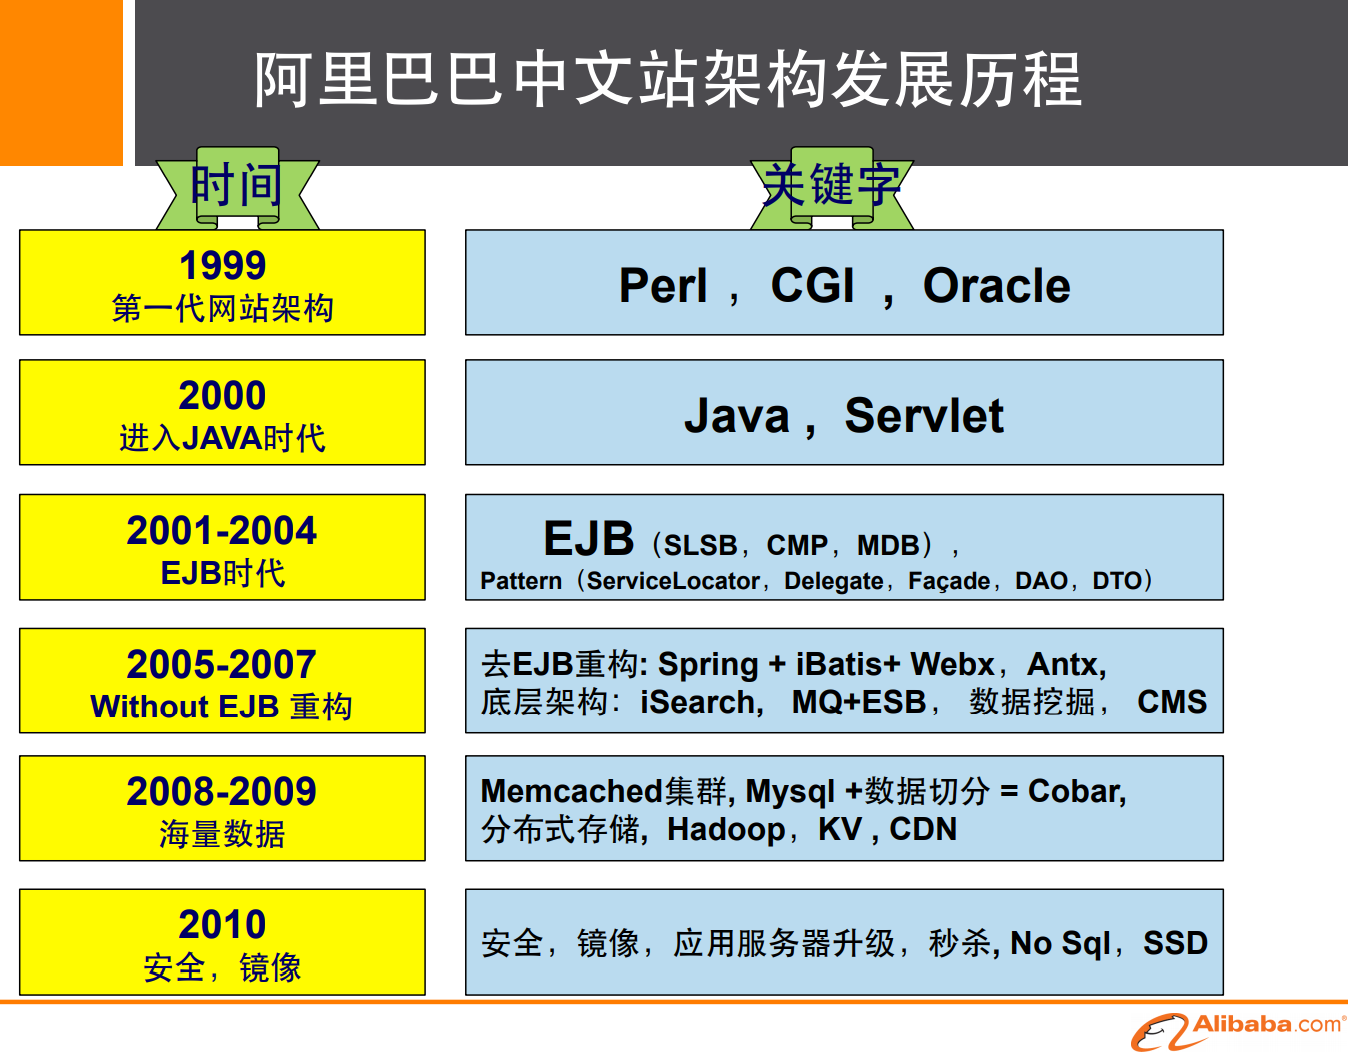 阿里巴巴中文站架构发展历程
时间
关键字
1999
第一代网站架构
Perl ， CGI ， Oracle
2000
进入JAVA时代
Java ， Servlet
2001-2004
EJB时代
EJB（SLSB，CMP，MDB），
Pattern（ServiceLocator，Delegate，Façade，DAO，DTO）
2005-2007
Without EJB 重构
去EJB重构: Spring + iBatis+ Webx，Antx,
底层架构：iSearch, MQ+ESB， 数据挖掘， CMS
2008-2009
海量数据
Memcached集群, Mysql +数据切分 = Cobar,
分布式存储, Hadoop，KV , CDN
2010
安全，镜像
安全，镜像，应用服务器升级，秒杀, No Sql，SSD
Alibaba.com®